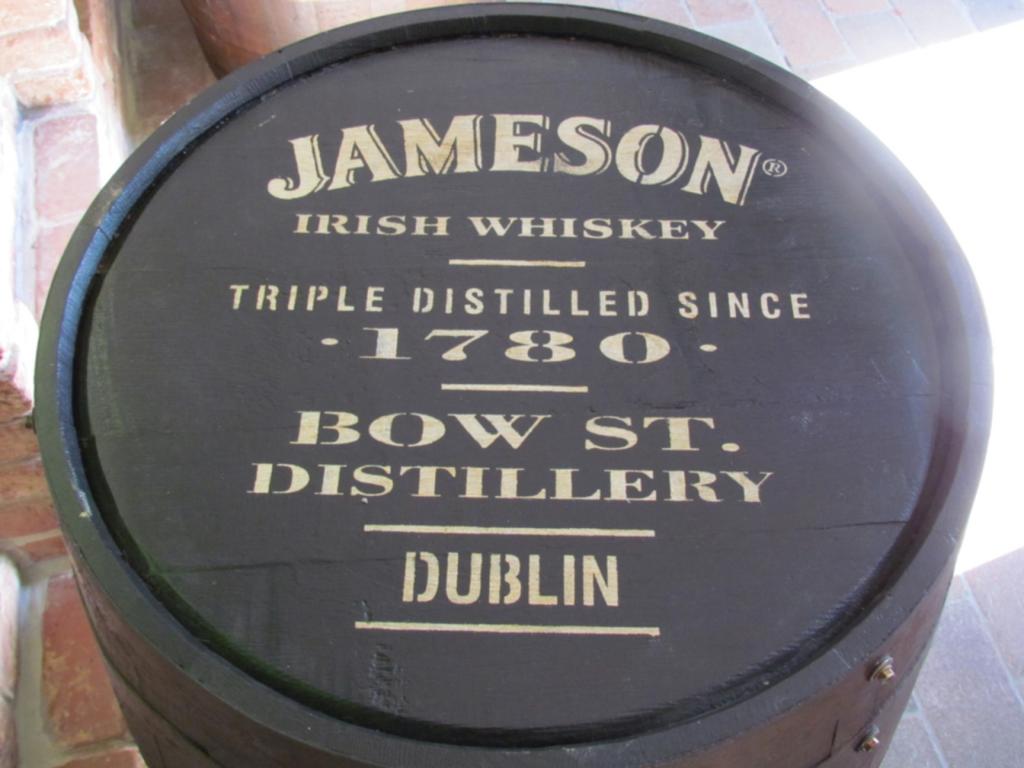 JAMESON®
IRISH WHISKEY
TRIPLE DISTILLED SINCE
·1780·
BOW ST.
DISTILLERY
DUBLIN